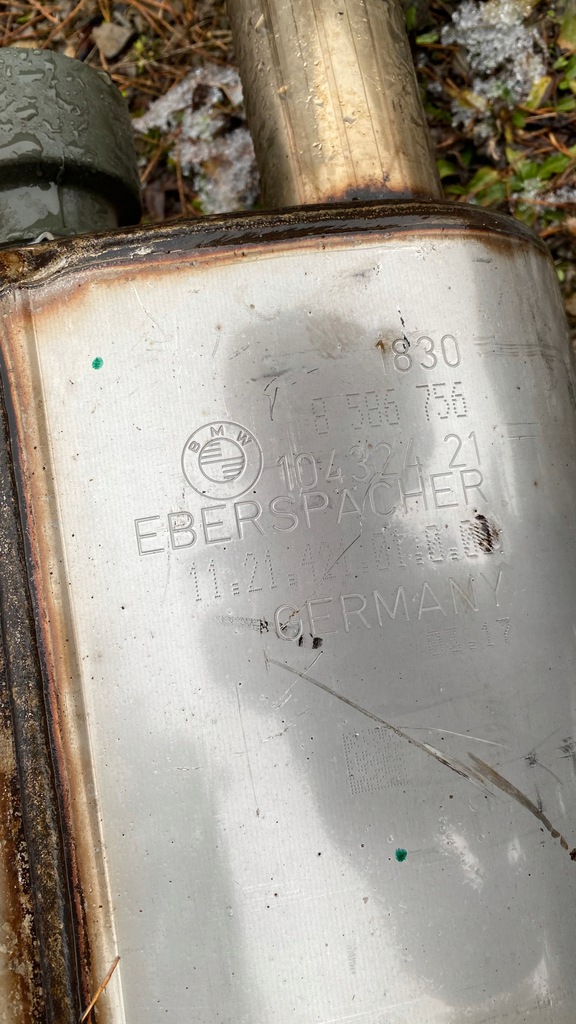 1830
8 586 756
BMW
104324 21
EBERSPACHER
GERMANY